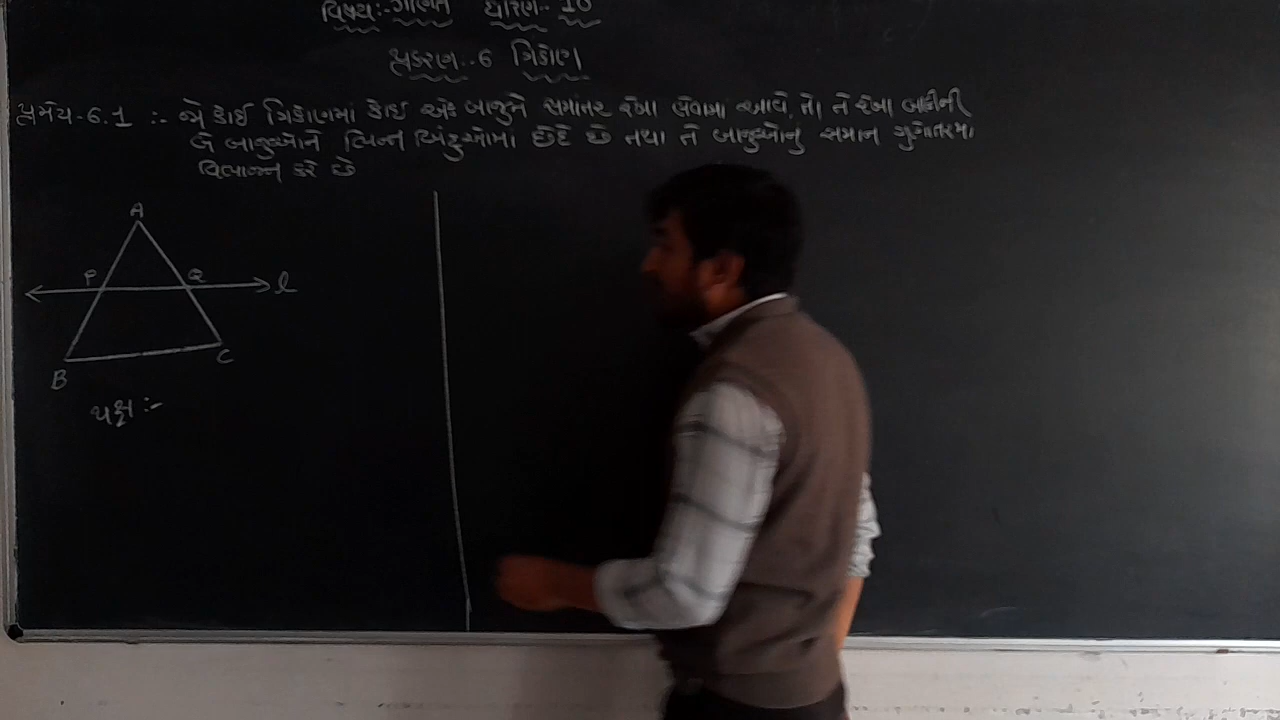 વિષય:- ગણિત ધોરણ- 10
પ્રકરણ.. 6 ત્રિકોણ
પ્રમેય-6.1 :- જો કોઈ ત્રિકોણમાં કોઈ એક બાજુને સમાંતર રેખા દોરવામા આવે, તો તે રેખા બાકીની
બે બાજુઓને ભિન્ન બિંદુઓમા છેદે છે તથા તે બાજુઓનુ સમાન ગુણોતરમા
વિભાજન કરે છે
A
P Q l
B C
પક્ષ :-